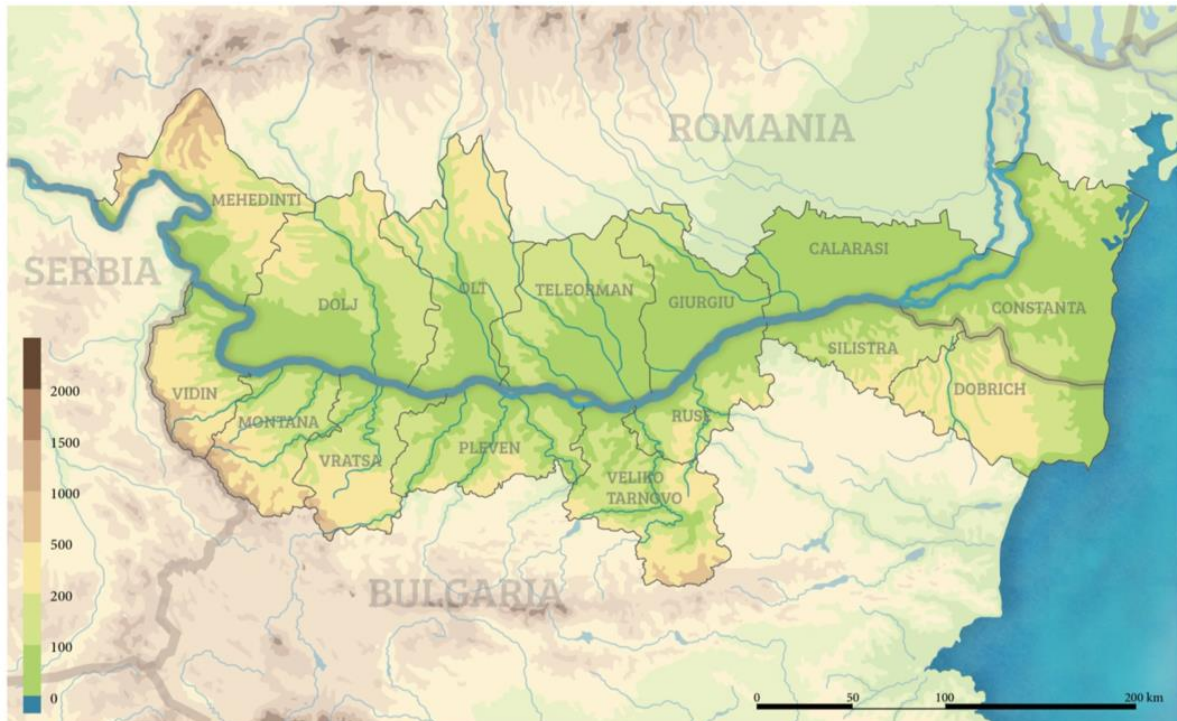 ROMANIA
MEHEDINTI
CALARASI
SERBIA
DOLJ
OLT
TELEORMAN
GIURGIU
CONSTANTA
SILISTRA
DOBRICH
VIDIN
MONTANA
VRATSA
PLEVEN
RUSE
VELIKO
TARNOVO
BULGARIA
2000
1500
1000
500
200
100
0
0 50 100 200 km